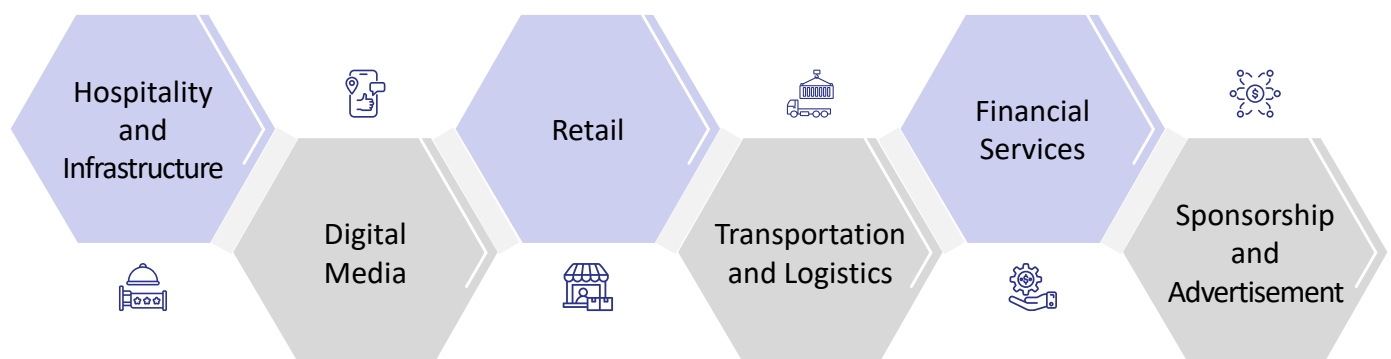 Hospitality
and
Infrastructure
Digital
Media
Retail
Transportation
and Logistics
Financial
Services
Sponsorship
and
Advertisement